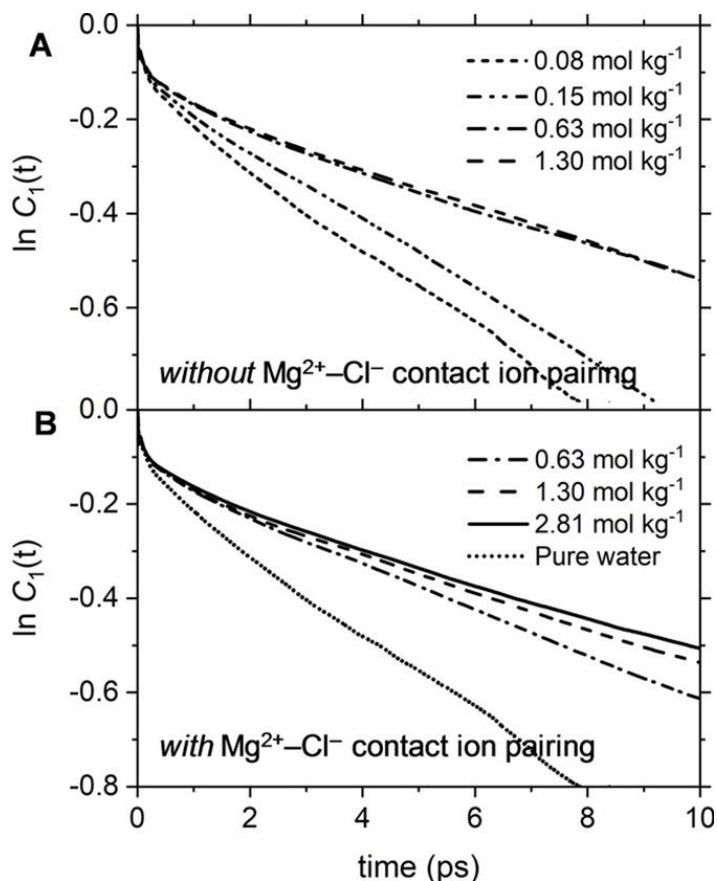 A
0.0
-0.2
-0.4
-0.6
ln C₁(t)
0.08 mol kg⁻¹
0.15 mol kg⁻¹
0.63 mol kg⁻¹
1.30 mol kg⁻¹
without Mg²⁺–Cl⁻ contact ion pairing
B
0.0
-0.2
-0.4
-0.6
-0.8
ln C₁(t)
0.63 mol kg⁻¹
1.30 mol kg⁻¹
2.81 mol kg⁻¹
Pure water
with Mg²⁺–Cl⁻ contact ion pairing
0 2 4 6 8 10
time (ps)